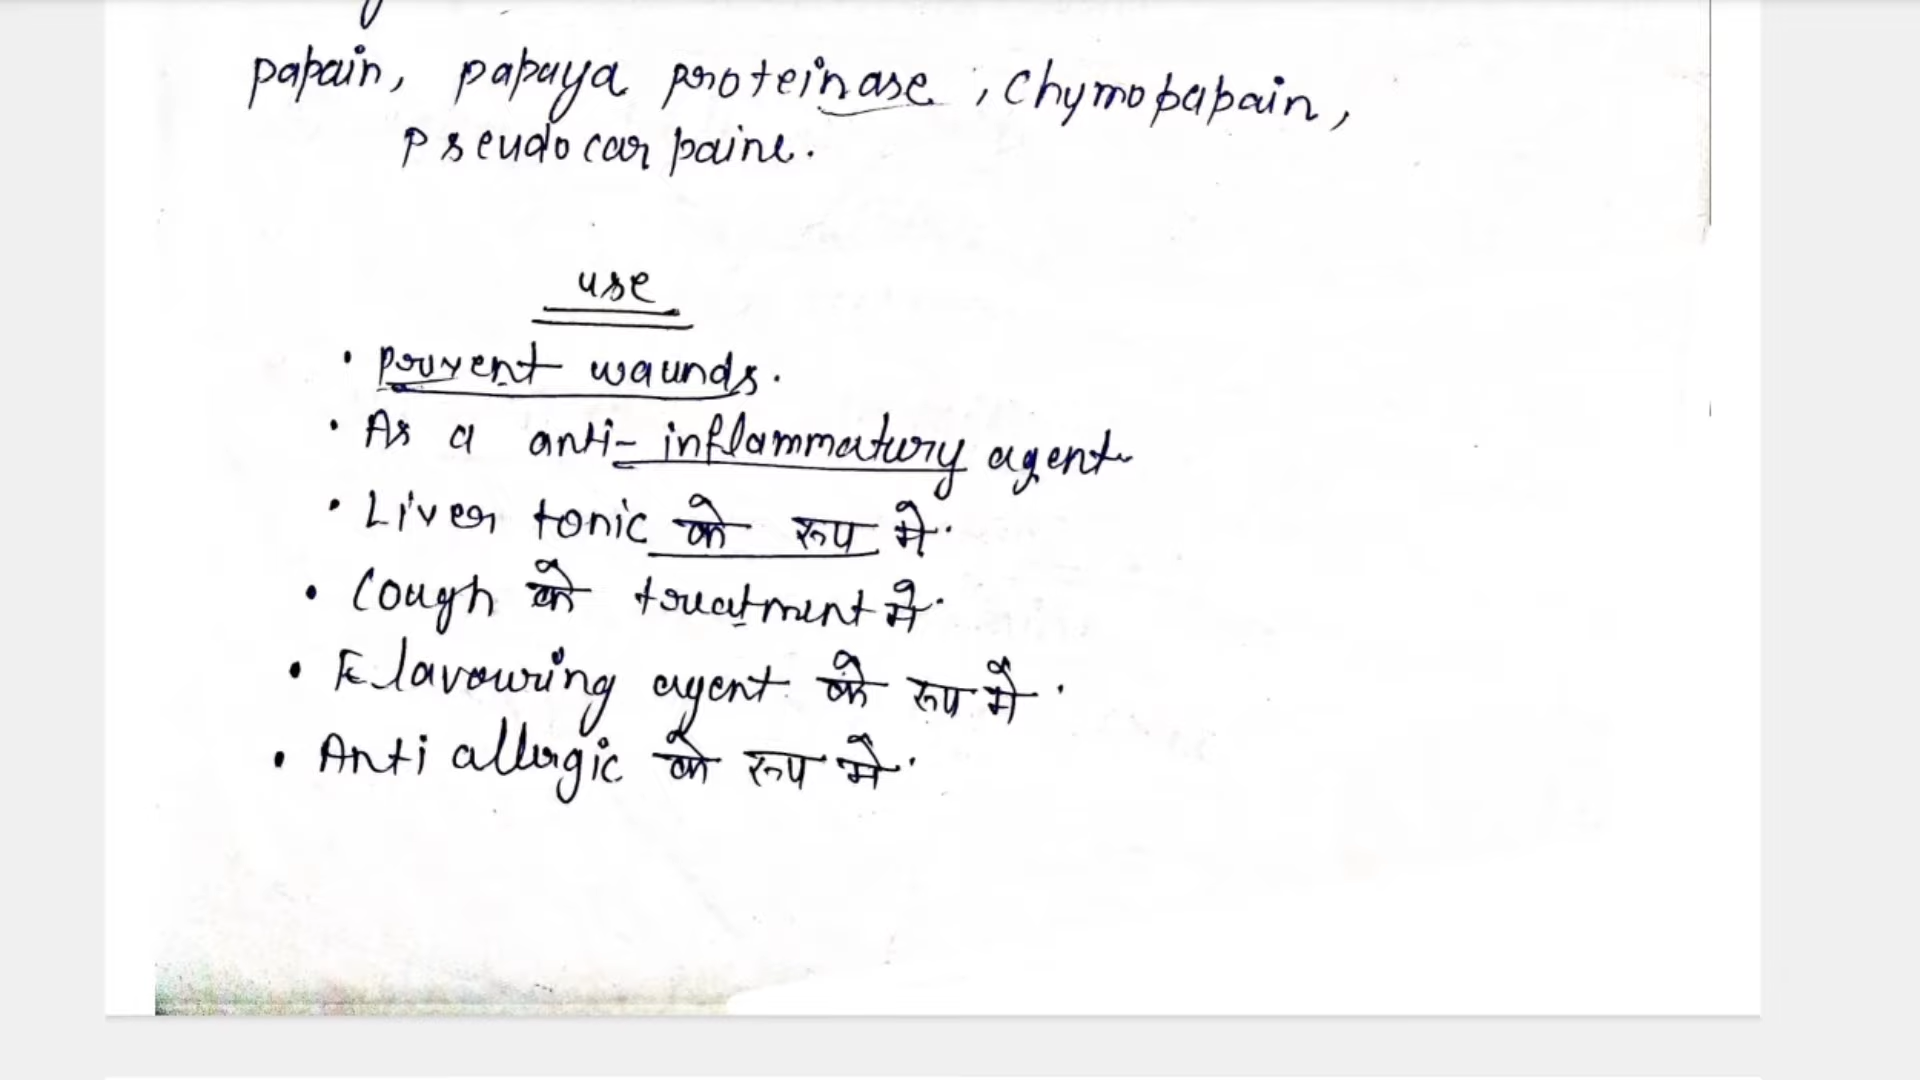 papain, papaya proteinase, Chymopapain,
Pseudocarpaine.
use
• prevent waunds.
• As a anti-inflammatory agent.
• Liver tonic के रूप मे.
• Cough के treatment मे.
• Flavouring agent के रूप मे.
• Anti allergic के रूप मे.